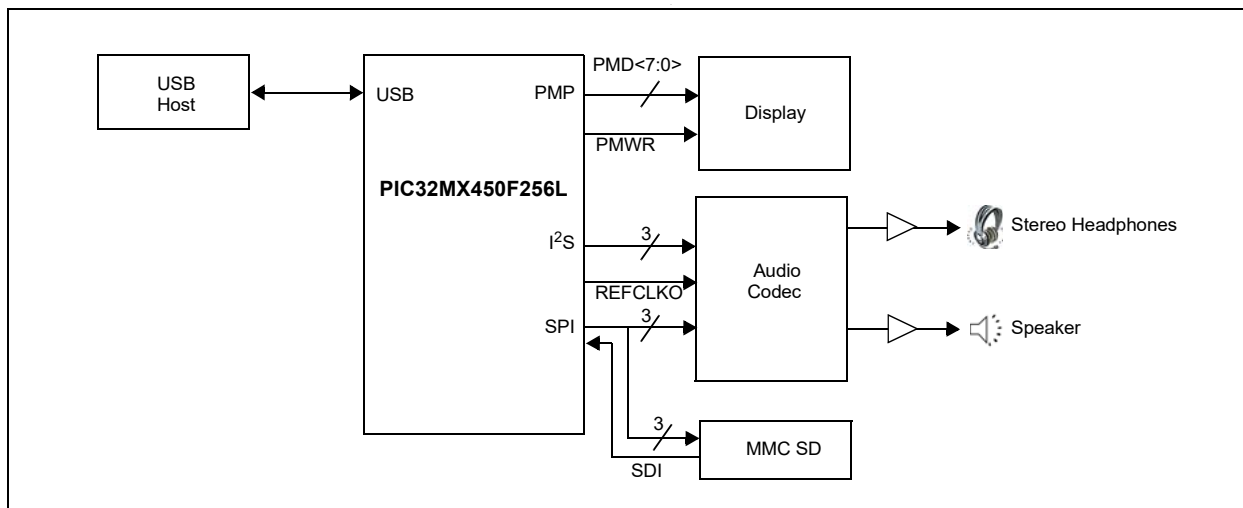 USB
Host
USB
PMP
PMD<7:0>
PMWR
Display
PIC32MX450F256L
I²S
3
REFCLKO
SPI
3
Audio
Codec
Stereo Headphones
Speaker
3
SDI
MMC SD